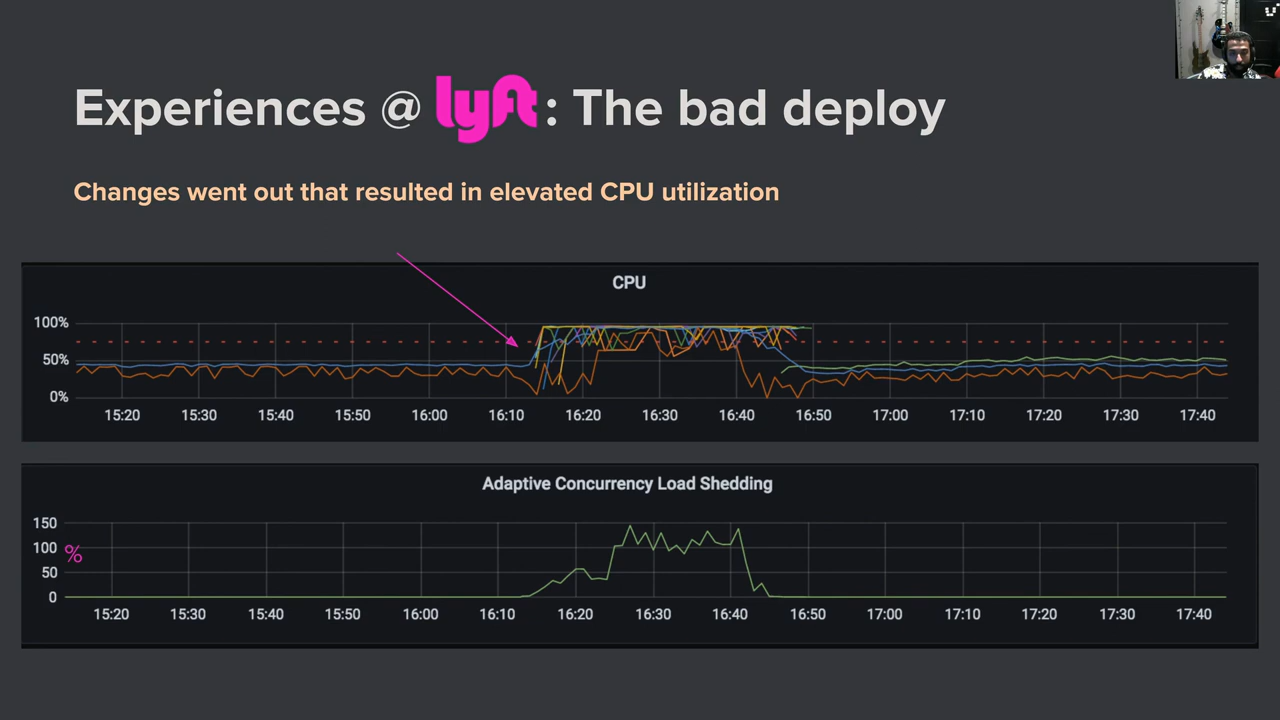 Experiences @ lyft: The bad deploy
Changes went out that resulted in elevated CPU utilization
CPU
100%
50%
0%
15:20 15:30 15:40 15:50 16:00 16:10 16:20 16:30 16:40 16:50 17:00 17:10 17:20 17:30 17:40
Adaptive Concurrency Load Shedding
150
100
%
50
0
15:20 15:30 15:40 15:50 16:00 16:10 16:20 16:30 16:40 16:50 17:00 17:10 17:20 17:30 17:40